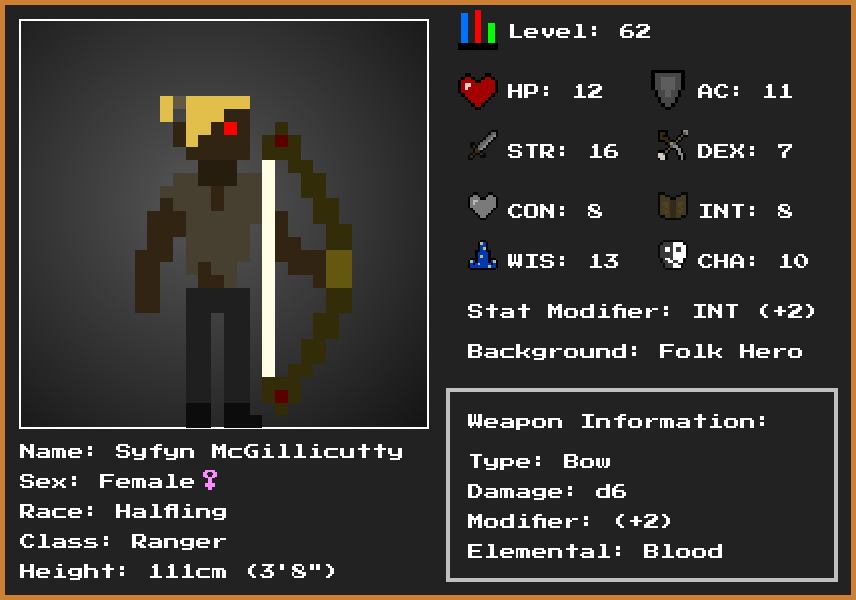 Level: 62
HP: 12 AC: 11
STR: 16 DEX: 7
CON: 8 INT: 8
WIS: 13 CHA: 10
Stat Modifier: INT (+2)
Background: Folk Hero
Weapon Information:
Type: Bow
Damage: d6
Modifier: (+2)
Elemental: Blood
Name: Syfyn McGillicutty
Sex: Female♀
Race: Halfling
Class: Ranger
Height: 111cm (3'8")